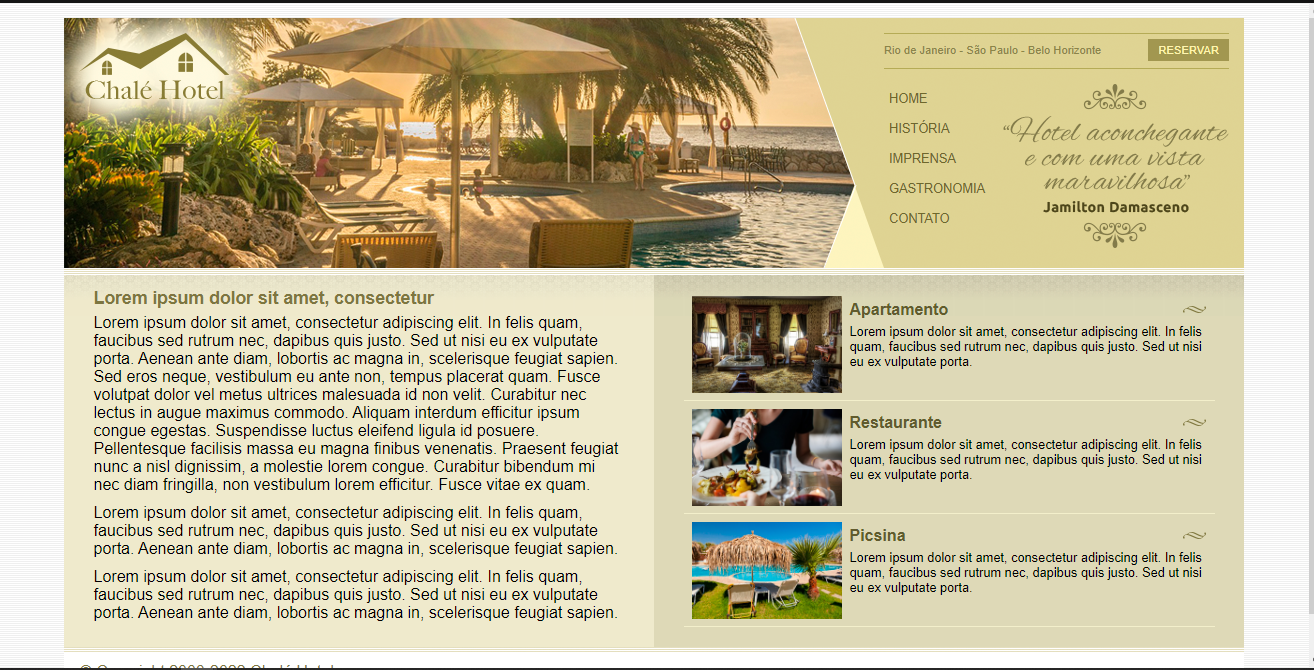 Chalé Hotel
Rio de Janeiro - São Paulo - Belo Horizonte
RESERVAR
HOME
HISTÓRIA
IMPRENSA
GASTRONOMIA
CONTATO
“Hotel aconchegante
e com uma vista
maravilhosa”
Jamilton Damasceno
Lorem ipsum dolor sit amet, consectetur
Lorem ipsum dolor sit amet, consectetur adipiscing elit. In felis quam,
faucibus sed rutrum nec, dapibus quis justo. Sed ut nisi eu ex vulputate
porta. Aenean ante diam, lobortis ac magna in, scelerisque feugiat sapien.
Sed eros neque, vestibulum eu ante non, tempus placerat quam. Fusce
volutpat dolor vel metus ultrices malesuada id non velit. Curabitur nec
lectus in augue maximus commodo. Aliquam interdum efficitur ipsum
congue egestas. Suspendisse luctus eleifend ligula id posuere.
Pellentesque facilisis massa eu magna finibus venenatis. Praesent feugiat
nunc a nisl dignissim, a molestie lorem congue. Curabitur bibendum mi
nec diam fringilla, non vestibulum lorem efficitur. Fusce vitae ex quam.
Lorem ipsum dolor sit amet, consectetur adipiscing elit. In felis quam,
faucibus sed rutrum nec, dapibus quis justo. Sed ut nisi eu ex vulputate
porta. Aenean ante diam, lobortis ac magna in, scelerisque feugiat sapien.
Lorem ipsum dolor sit amet, consectetur adipiscing elit. In felis quam,
faucibus sed rutrum nec, dapibus quis justo. Sed ut nisi eu ex vulputate
porta. Aenean ante diam, lobortis ac magna in, scelerisque feugiat sapien.
Apartamento
Lorem ipsum dolor sit amet, consectetur adipiscing elit. In felis
quam, faucibus sed rutrum nec, dapibus quis justo. Sed ut nisi
eu ex vulputate porta.
Restaurante
Lorem ipsum dolor sit amet, consectetur adipiscing elit. In felis
quam, faucibus sed rutrum nec, dapibus quis justo. Sed ut nisi
eu ex vulputate porta.
Picsina
Lorem ipsum dolor sit amet, consectetur adipiscing elit. In felis
quam, faucibus sed rutrum nec, dapibus quis justo. Sed ut nisi
eu ex vulputate porta.
© Copyright Chalé Hotel